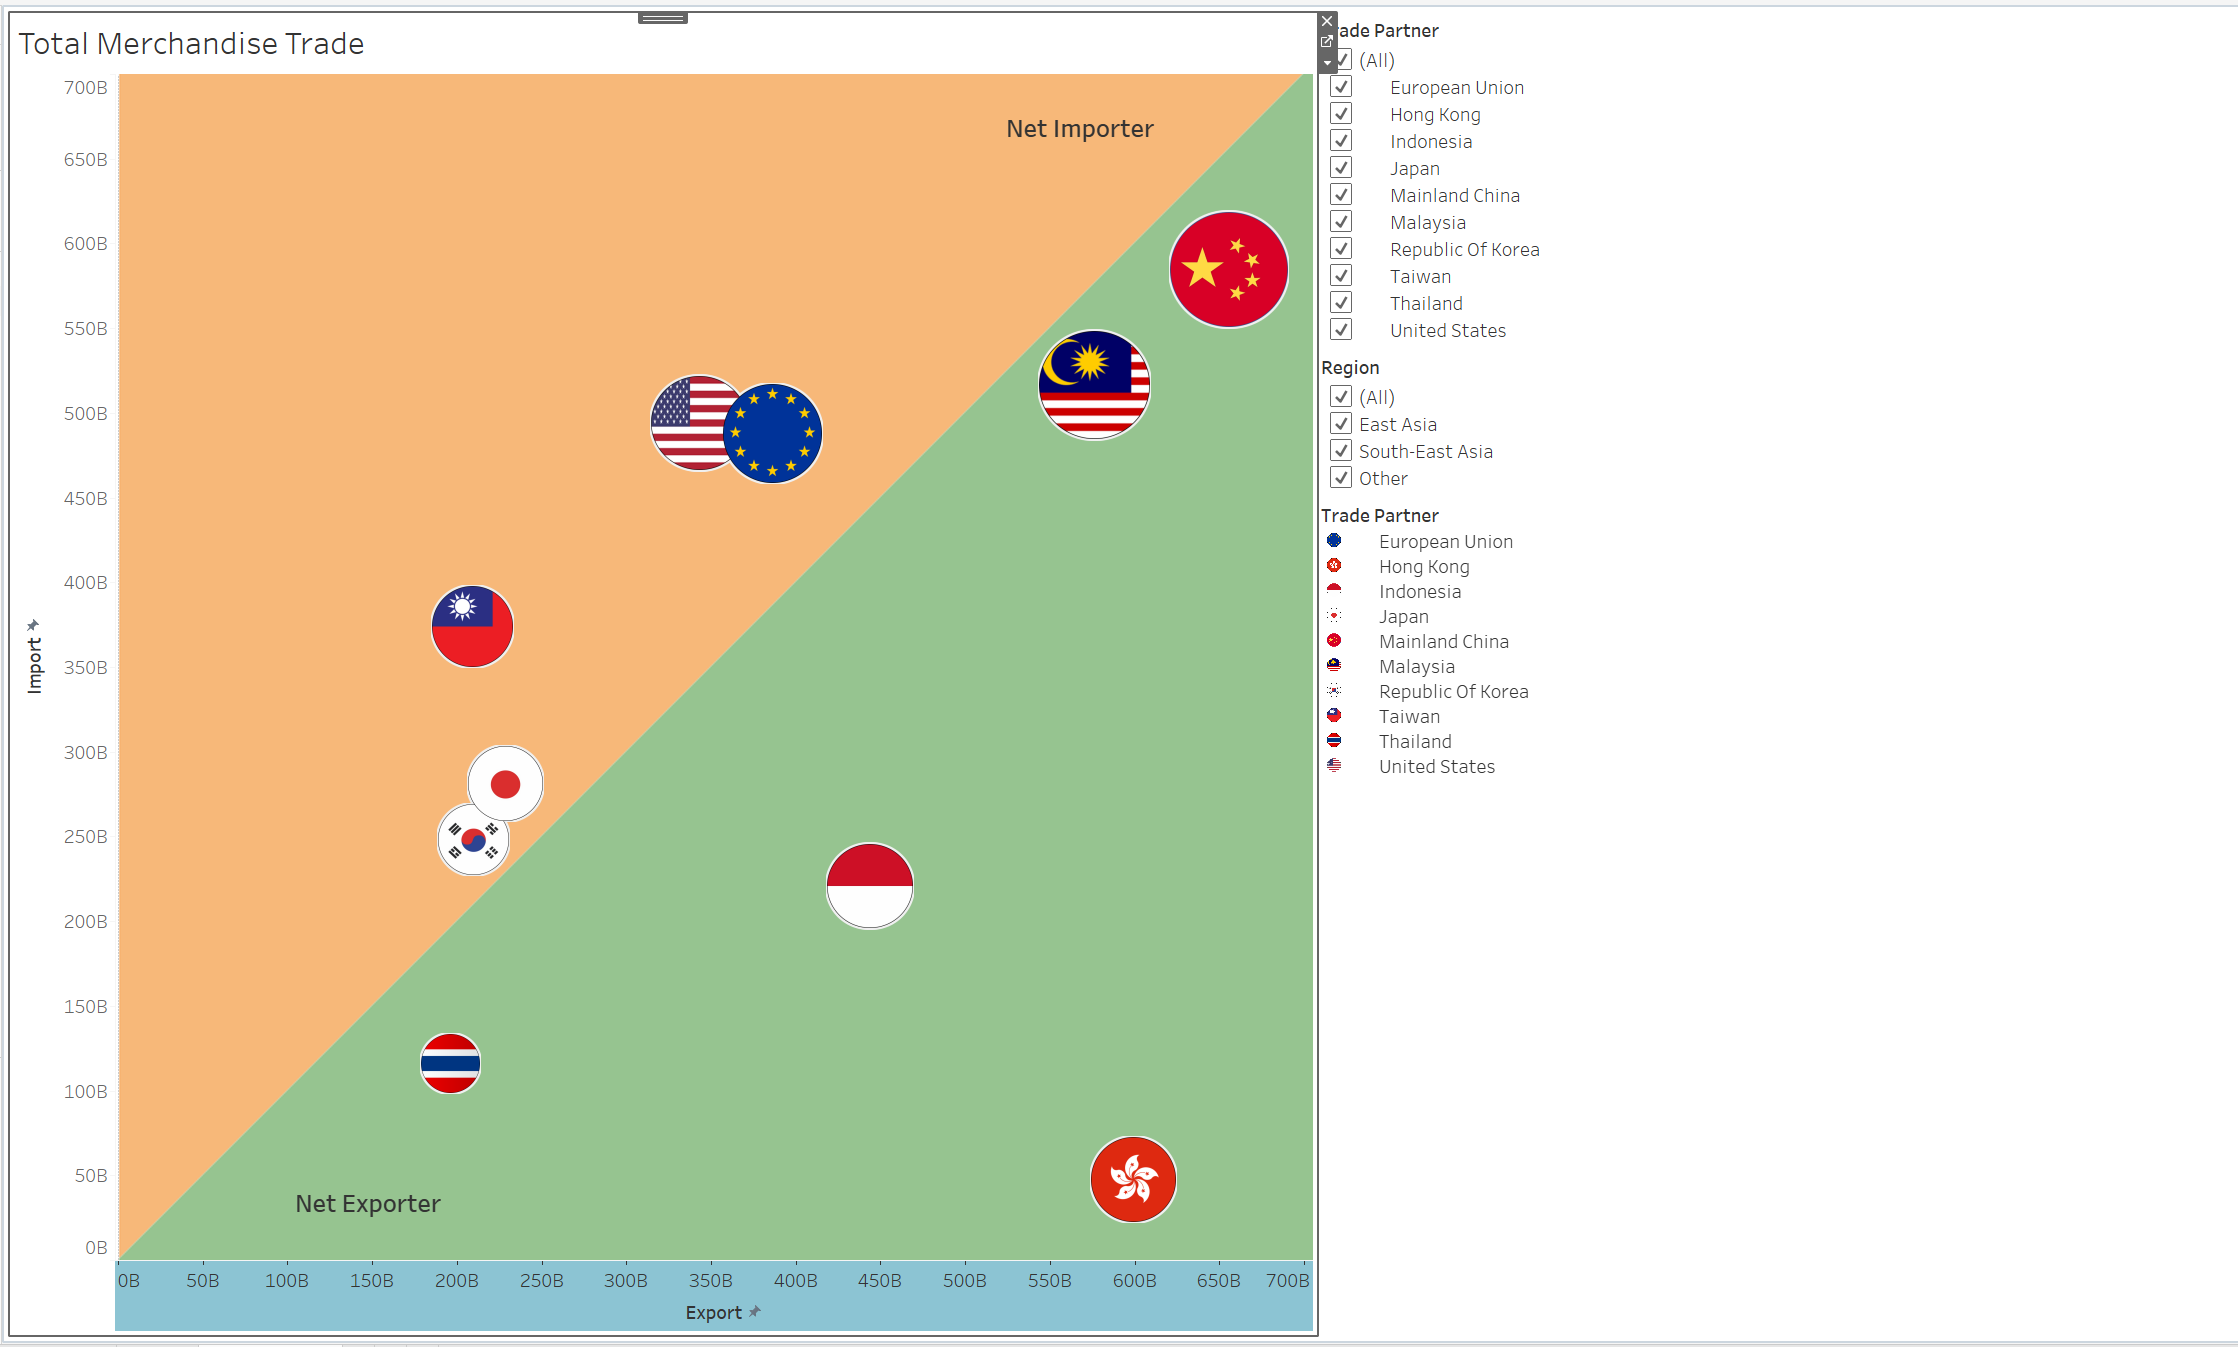 Total Merchandise Trade
700B
650B
600B
550B
500B
450B
400B
350B
300B
250B
200B
150B
100B
50B
0B
Import
Net Importer
Net Exporter
0B 50B 100B 150B 200B 250B 300B 350B 400B 450B 500B 550B 600B 650B 700B
Export
rade Partner
(All)
European Union
Hong Kong
Indonesia
Japan
Mainland China
Malaysia
Republic Of Korea
Taiwan
Thailand
United States
Region
(All)
East Asia
South-East Asia
Other
Trade Partner
European Union
Hong Kong
Indonesia
Japan
Mainland China
Malaysia
Republic Of Korea
Taiwan
Thailand
United States